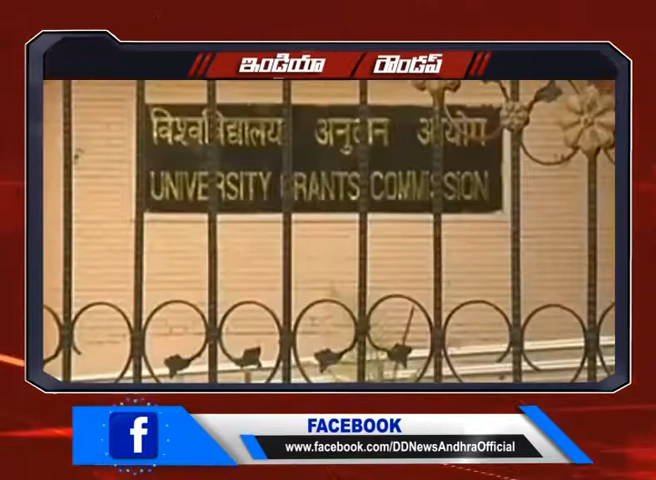 ఇండియా రౌండప్
विश्वविद्यालय अनुदान आयोग
UNIVERSITY GRANTS COMMISSION
f
FACEBOOK
www.facebook.com/DDNewsAndhraOfficial